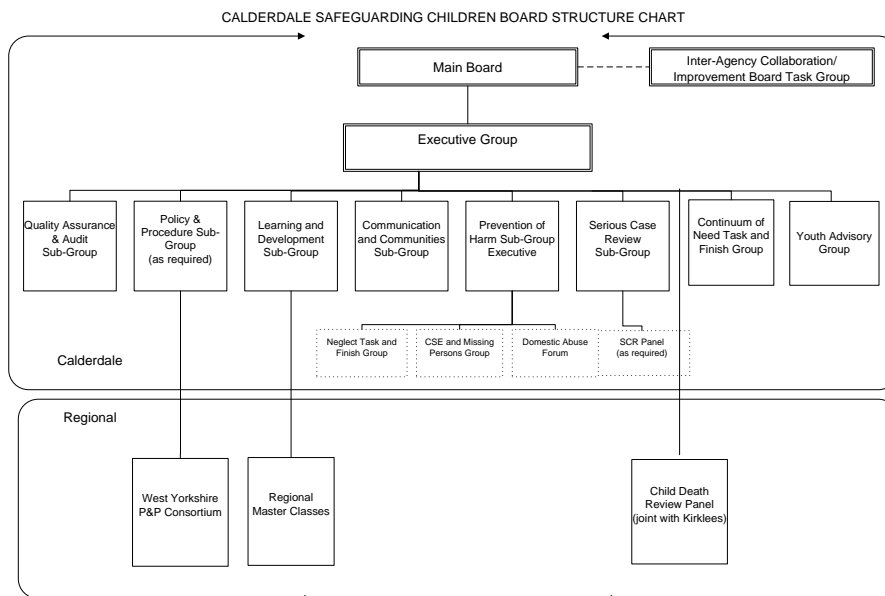 CALDERDALE SAFEGUARDING CHILDREN BOARD STRUCTURE CHART
Main Board
Inter-Agency Collaboration/
Improvement Board Task Group
Executive Group
Quality Assurance
& Audit
Sub-Group
Policy &
Procedure Sub-
Group
(as required)
Learning and
Development
Sub-Group
Communication
and Communities
Sub-Group
Prevention of
Harm Sub-Group
Executive
Serious Case
Review
Sub-Group
Continuum of
Need Task and
Finish Group
Youth Advisory
Group
Neglect Task and
Finish Group
CSE and Missing
Persons Group
Domestic Abuse
Forum
SCR Panel
(as required)
Calderdale
Regional
West Yorkshire
P&P Consortium
Regional
Master Classes
Child Death
Review Panel
(joint with Kirklees)